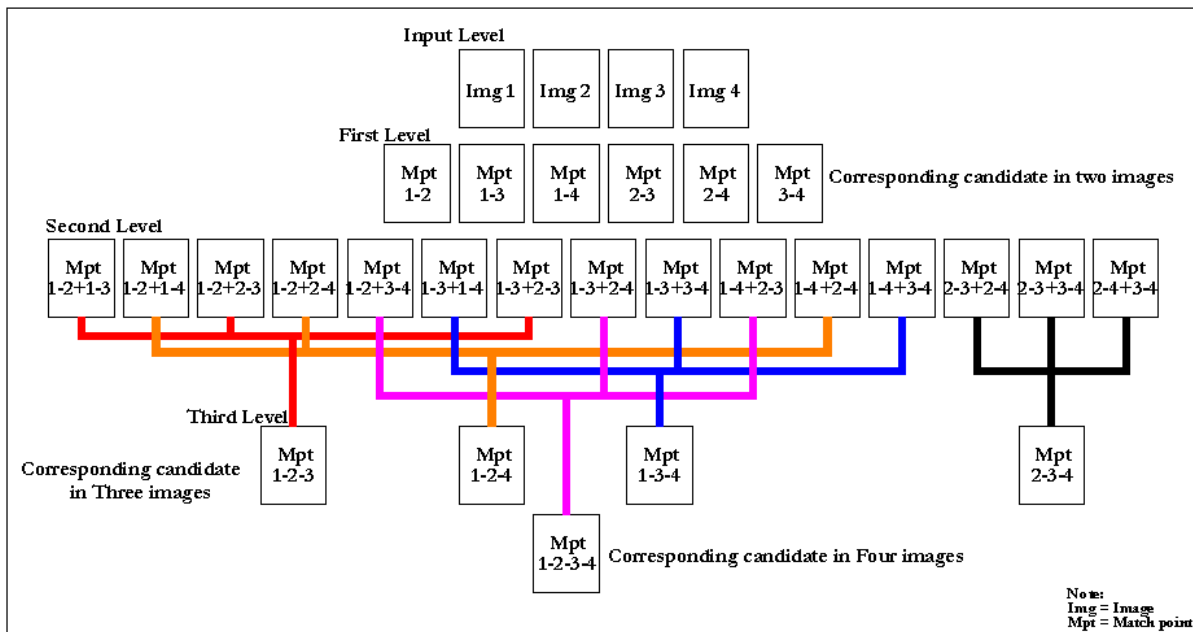 Input Level
Img 1 Img 2 Img 3 Img 4
First Level
Mpt 1-2
Mpt 1-3
Mpt 1-4
Mpt 2-3
Mpt 2-4
Mpt 3-4
Corresponding candidate in two images
Second Level
Mpt 1-2+1-3
Mpt 1-2+1-4
Mpt 1-2+2-3
Mpt 1-2+2-4
Mpt 1-2+3-4
Mpt 1-3+1-4
Mpt 1-3+2-3
Mpt 1-3+2-4
Mpt 1-3+3-4
Mpt 1-4+2-3
Mpt 1-4+2-4
Mpt 1-4+3-4
Mpt 2-3+2-4
Mpt 2-3+3-4
Mpt 2-4+3-4
Third Level
Corresponding candidate
in Three images
Mpt 1-2-3
Mpt 1-2-4
Mpt 1-3-4
Mpt 2-3-4
Mpt 1-2-3-4
Corresponding candidate in Four images
Note:
Img = Image
Mpt = Match point